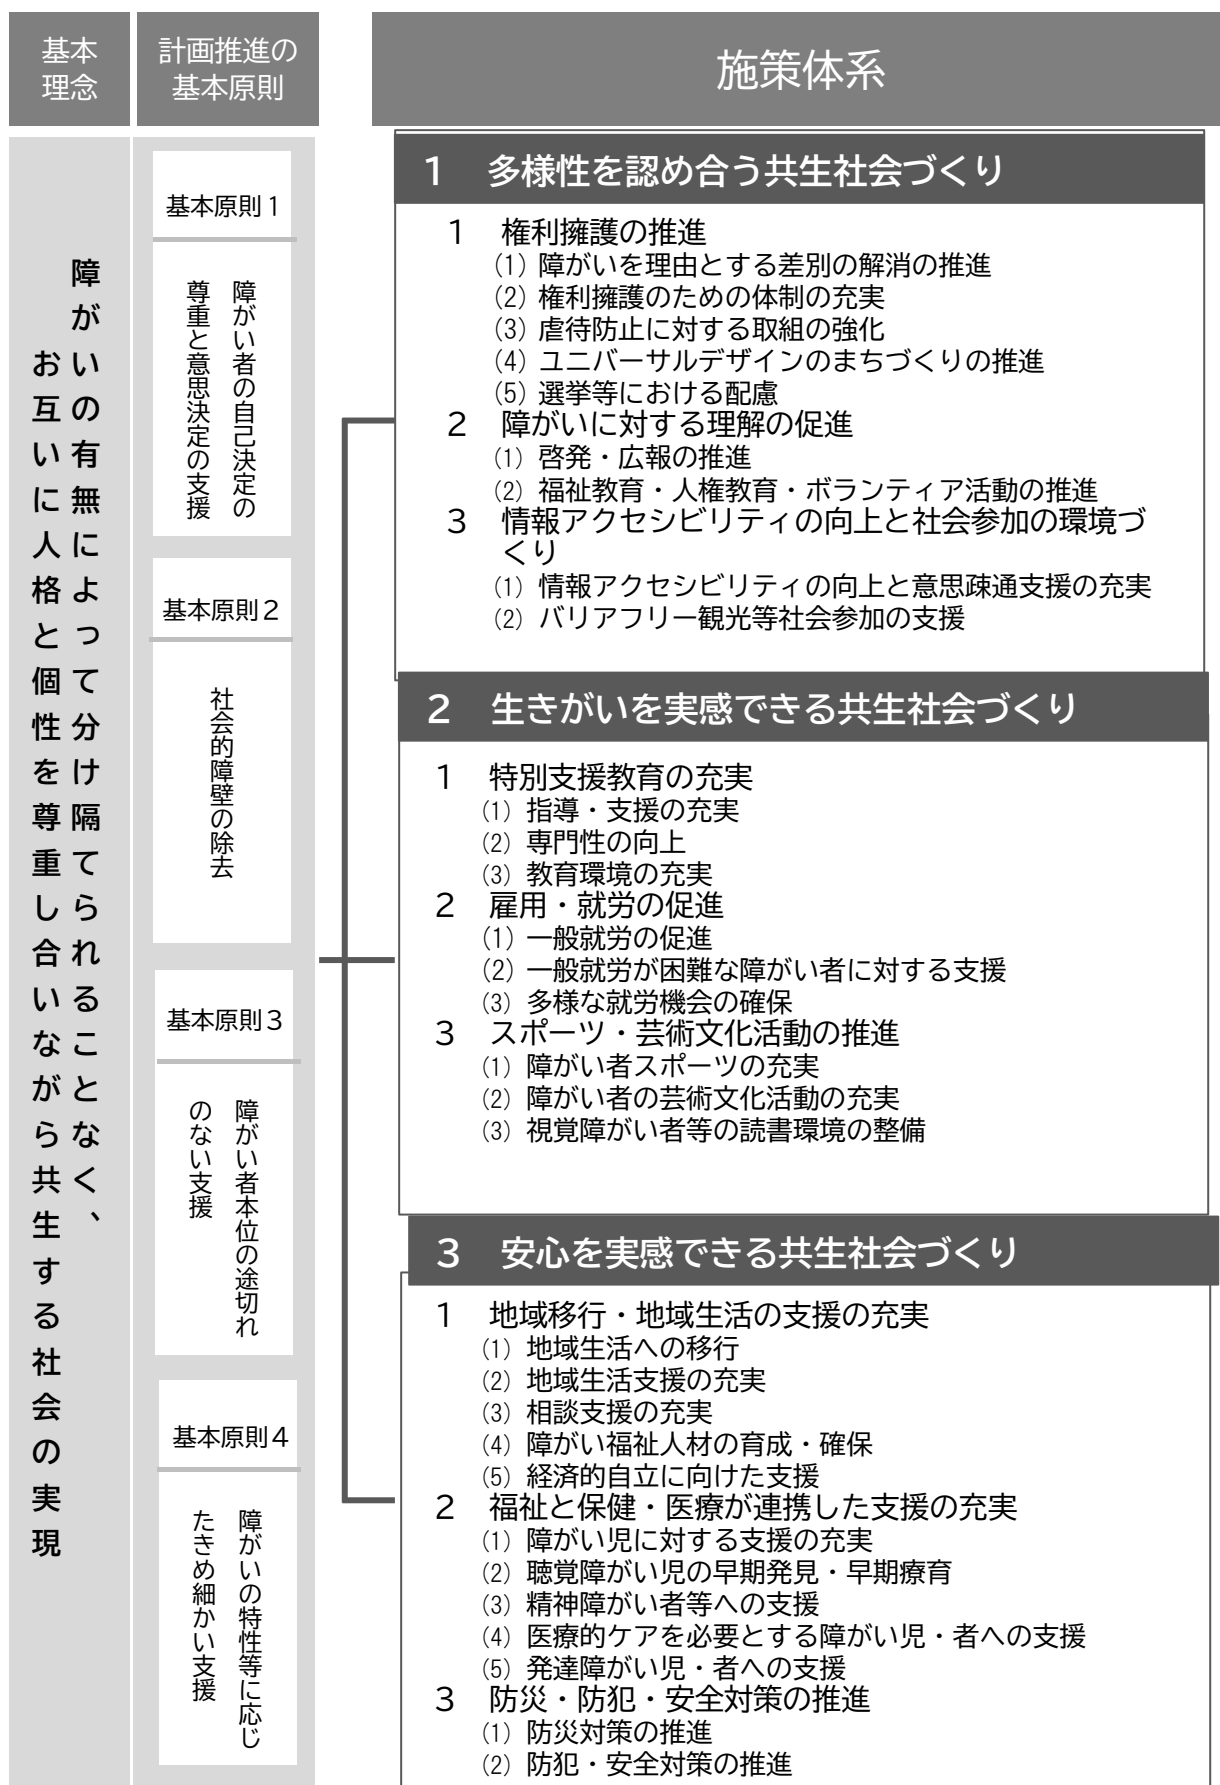 基本
理念
計画推進の
基本原則
施策体系
障がいの有無によって分け隔てられることなく、
お互いに人格と個性を尊重し合いながら共生する社会の実現
基本原則１
障がい者の自己決定の
尊重と意思決定の支援
基本原則２
社会的障壁の除去
基本原則３
障がい者本位の途切れ
のない支援
基本原則４
障がいの特性等に応じ
たきめ細かい支援
１　多様性を認め合う共生社会づくり
１　権利擁護の推進
(1) 障がいを理由とする差別の解消の推進
(2) 権利擁護のための体制の充実
(3) 虐待防止に対する取組の強化
(4) ユニバーサルデザインのまちづくりの推進
(5) 選挙等における配慮
２　障がいに対する理解の促進
(1) 啓発・広報の推進
(2) 福祉教育・人権教育・ボランティア活動の推進
３　情報アクセシビリティの向上と社会参加の環境づ
くり
(1) 情報アクセシビリティの向上と意思疎通支援の充実
(2) バリアフリー観光等社会参加の支援
２　生きがいを実感できる共生社会づくり
１　特別支援教育の充実
(1) 指導・支援の充実
(2) 専門性の向上
(3) 教育環境の充実
２　雇用・就労の促進
(1) 一般就労の促進
(2) 一般就労が困難な障がい者に対する支援
(3) 多様な就労機会の確保
３　スポーツ・芸術文化活動の推進
(1) 障がい者スポーツの充実
(2) 障がい者の芸術文化活動の充実
(3) 視覚障がい者等の読書環境の整備
３　安心を実感できる共生社会づくり
１　地域移行・地域生活の支援の充実
(1) 地域生活への移行
(2) 地域生活支援の充実
(3) 相談支援の充実
(4) 障がい福祉人材の育成・確保
(5) 経済的自立に向けた支援
２　福祉と保健・医療が連携した支援の充実
(1) 障がい児に対する支援の充実
(2) 聴覚障がい児の早期発見・早期療育
(3) 精神障がい者等への支援
(4) 医療的ケアを必要とする障がい児・者への支援
(5) 発達障がい児・者への支援
３　防災・防犯・安全対策の推進
(1) 防災対策の推進
(2) 防犯・安全対策の推進